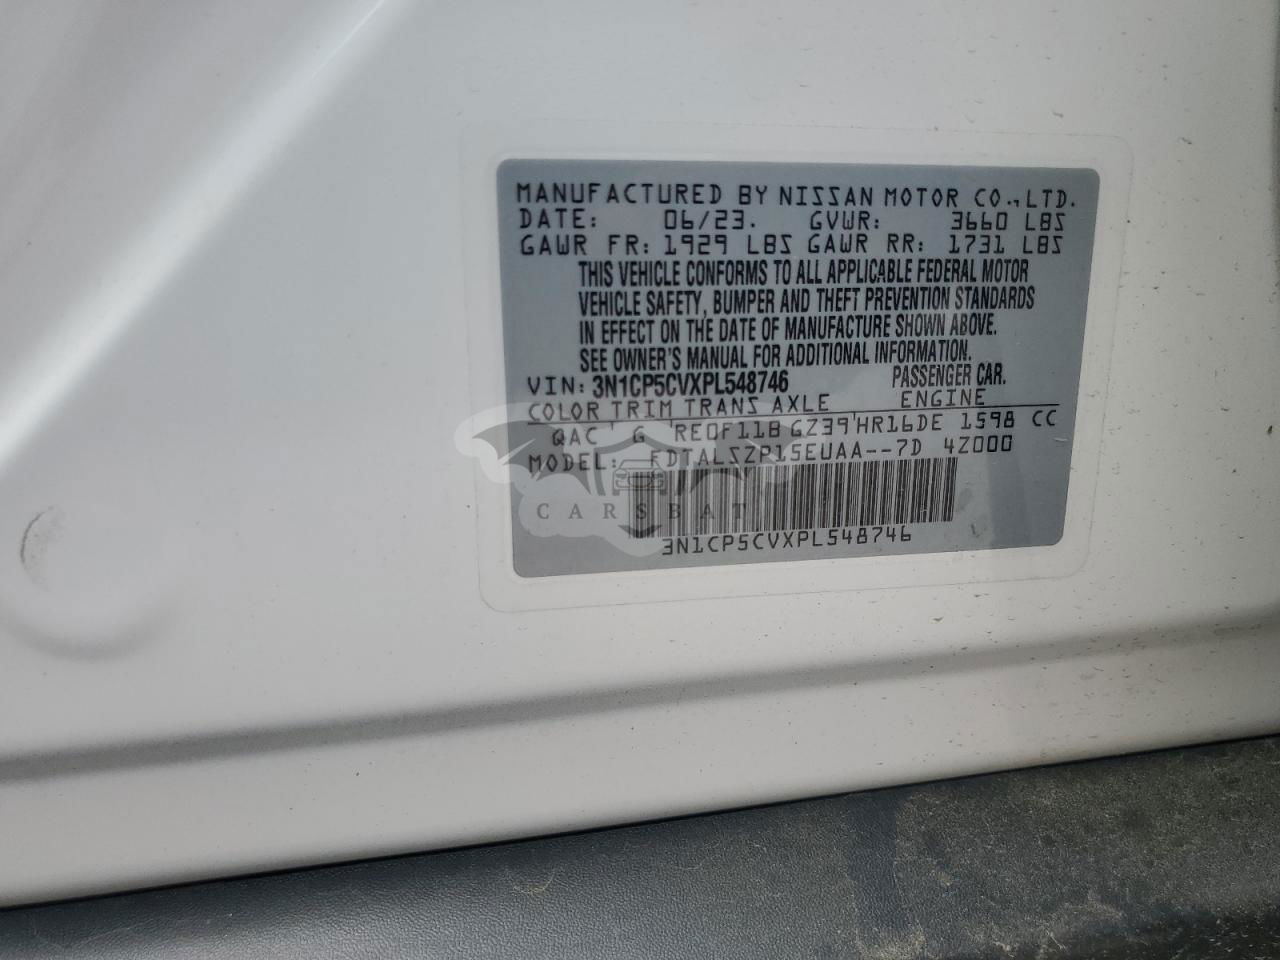 MANUFACTURED BY NISSAN MOTOR CO.,LTD.
DATE: 06/23. GVWR: 3660 LBS
GAWR FR: 1929 LBS GAWR RR: 1731 LBS
THIS VEHICLE CONFORMS TO ALL APPLICABLE FEDERAL MOTOR
VEHICLE SAFETY, BUMPER AND THEFT PREVENTION STANDARDS
IN EFFECT ON THE DATE OF MANUFACTURE SHOWN ABOVE.
SEE OWNER'S MANUAL FOR ADDITIONAL INFORMATION.
VIN: 3N1CP5CVXPL548746 PASSENGER CAR.
COLOR TRIM TRANS AXLE ENGINE
QAC G RE0F11B GZ39 HR16DE 1598 CC
MODEL: FDTALSZP15EUAA--7D 4Z000
CARSBAT
3N1CP5CVXPL548746